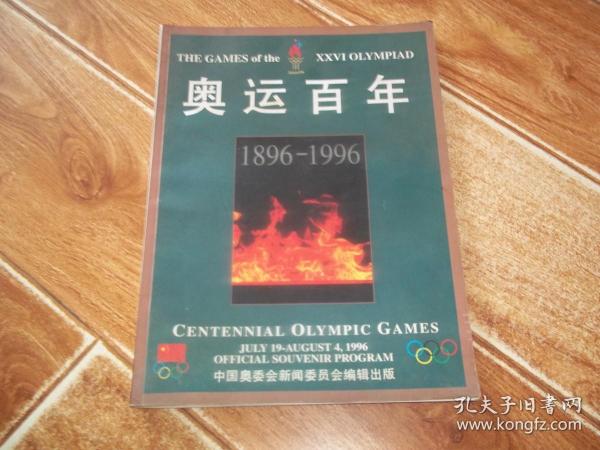 THE GAMES of the XXVI OLYMPIAD
奥运百年
1896-1996
CENTENNIAL OLYMPIC GAMES
JULY 19-AUGUST 4, 1996
OFFICIAL SOUVENIR PROGRAM
中国奥委会新闻委员会编辑出版
孔夫子旧书网
www.kongfz.com